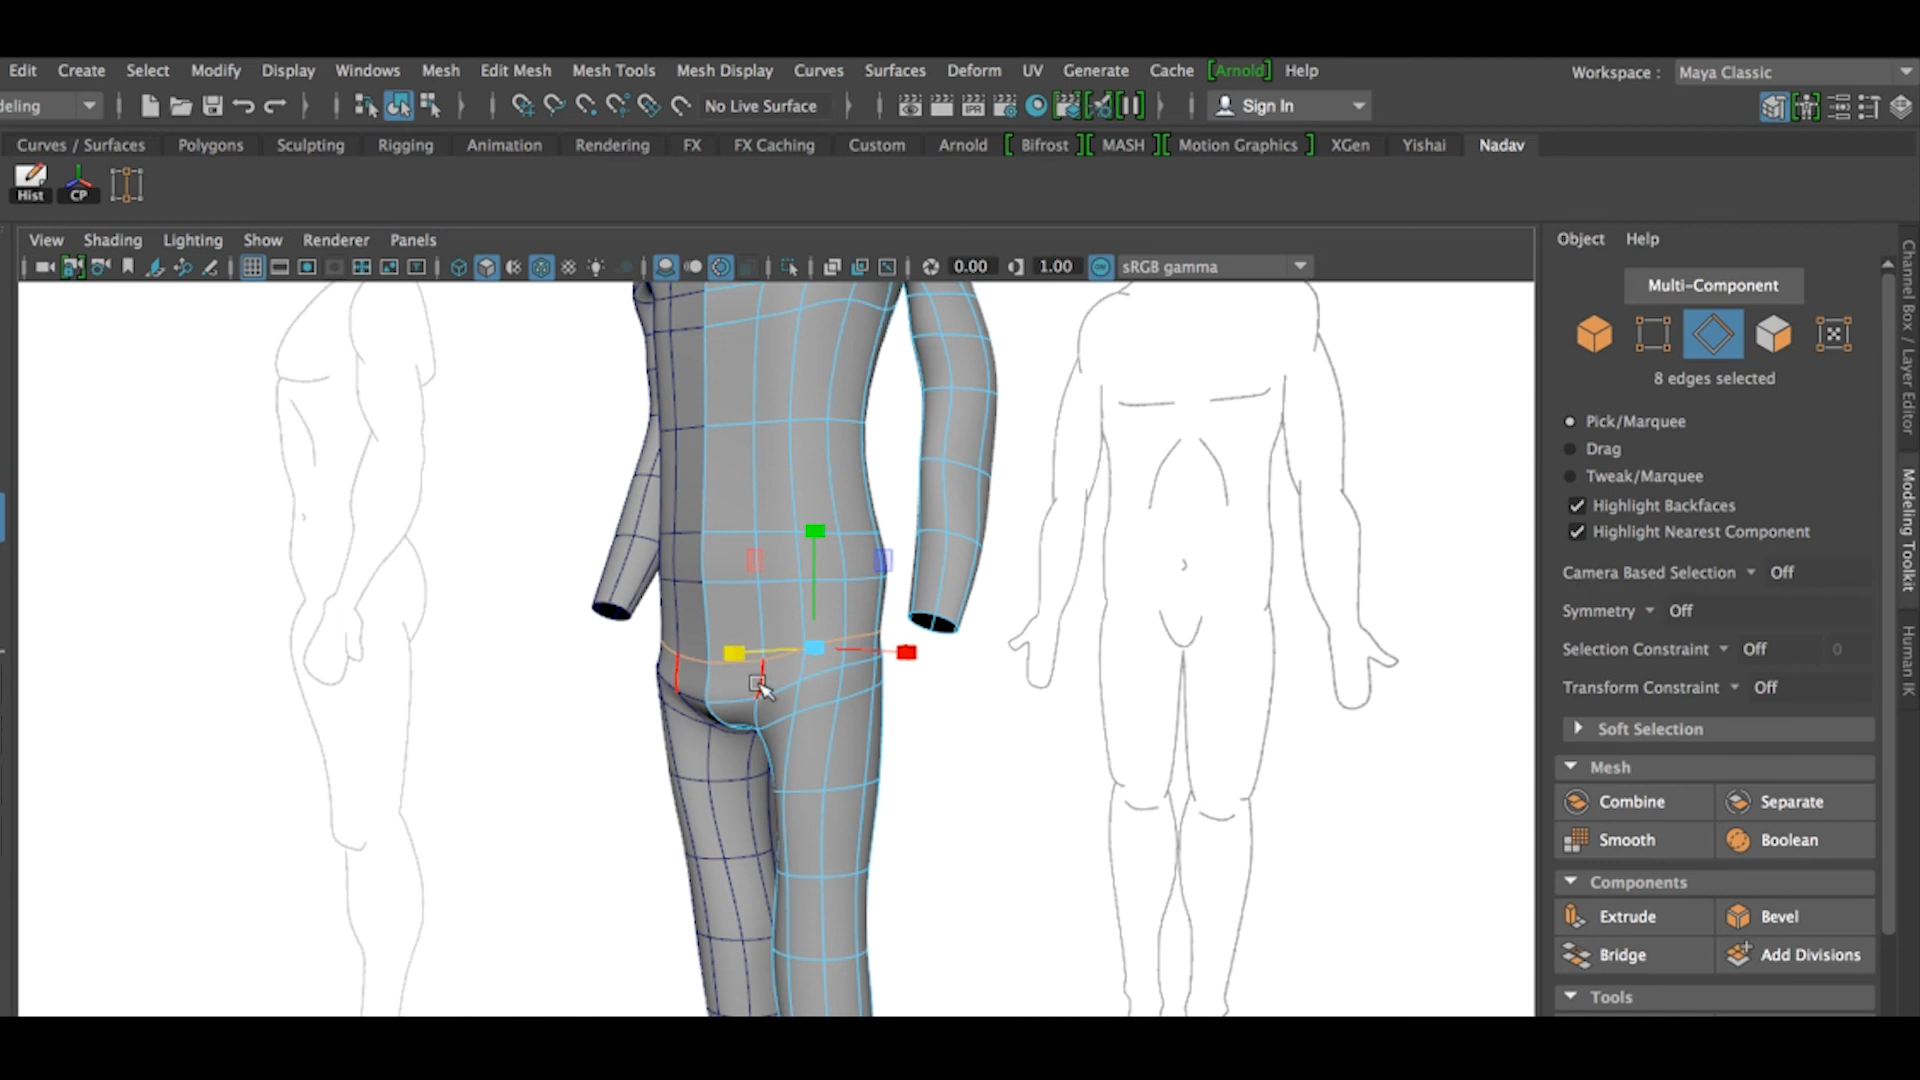 Edit Create Select Modify Display Windows Mesh Edit Mesh Mesh Tools Mesh Display Curves Surfaces Deform UV Generate Cache [Arnold] Help Workspace : Maya Classic
deling No Live Surface IPR Sign In
Curves / Surfaces Polygons Sculpting Rigging Animation Rendering FX FX Caching Custom Arnold [ Bifrost ][ MASH ][ Motion Graphics ] XGen Yishai Nadav
Hist CP
View Shading Lighting Show Renderer Panels
0.00 1.00 ON sRGB gamma
Object Help
Multi-Component
8 edges selected
Pick/Marquee
Drag
Tweak/Marquee
Highlight Backfaces
Highlight Nearest Component
Camera Based Selection Off
Symmetry Off
Selection Constraint Off 0
Transform Constraint Off
Soft Selection
Mesh
Combine Separate
Smooth Boolean
Components
Extrude Bevel
Bridge Add Divisions
Tools
Channel Box / Layer Editor
Modeling Toolkit
Human IK